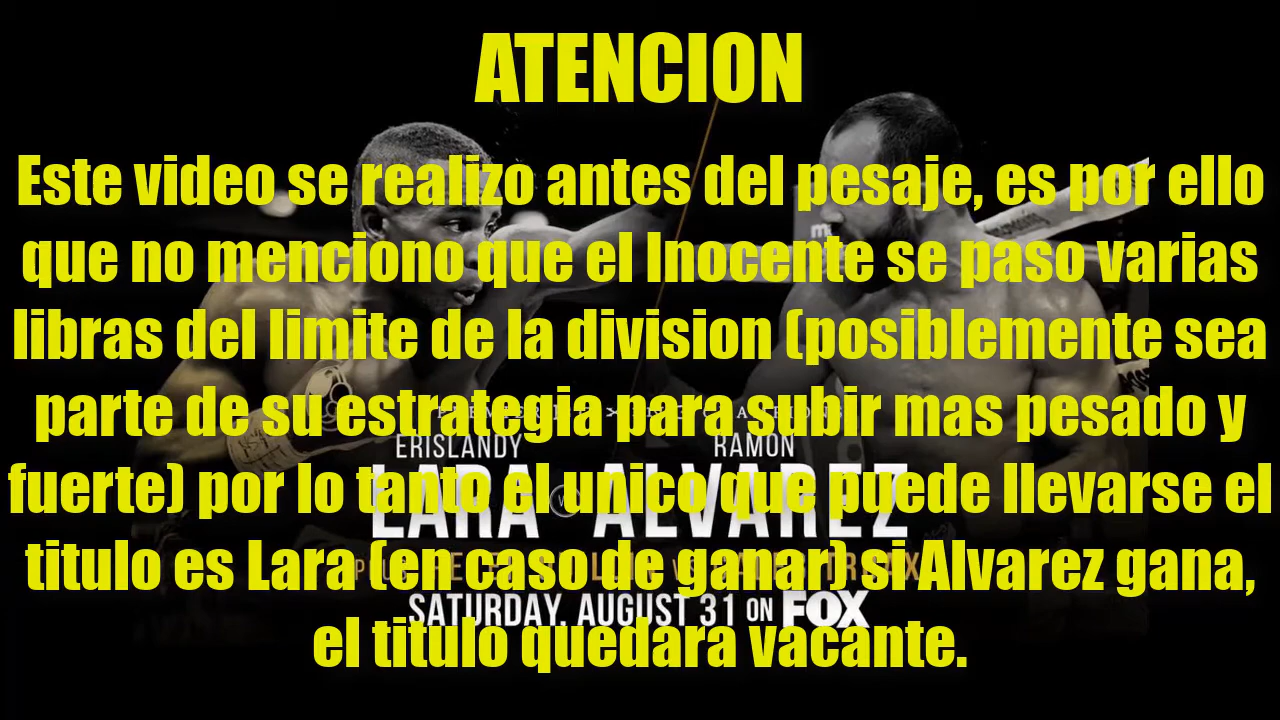 ATENCION
Este video se realizo antes del pesaje, es por ello
que no menciono que el Inocente se paso varias
libras del limite de la division (posiblemente sea
parte de su estrategia para subir mas pesado y
ERISLANDY RAMON
fuerte) por lo tanto el unico que puede llevarse el
LARA VS ALVAREZ
titulo es Lara (en caso de ganar) si Alvarez gana,
SATURDAY, AUGUST 31 ON FOX
el titulo quedara vacante.